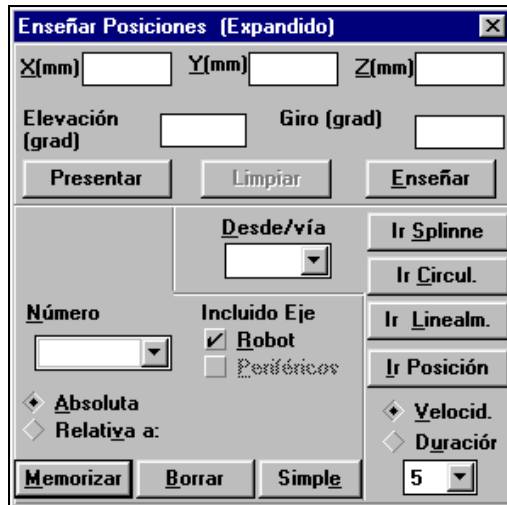 Enseñar Posiciones (Expandido)
X(mm) Y(mm) Z(mm)
Elevación (grad) Giro (grad)
Presentar Limpiar Enseñar
Desde/vía
Ir Splinne
Ir Circul.
Número Incluido Eje
Ir Linealm.
Robot
Periféricos
Ir Posición
Absoluta
Relativa a:
Velocid.
Duraciór
Memorizar Borrar Simple
5